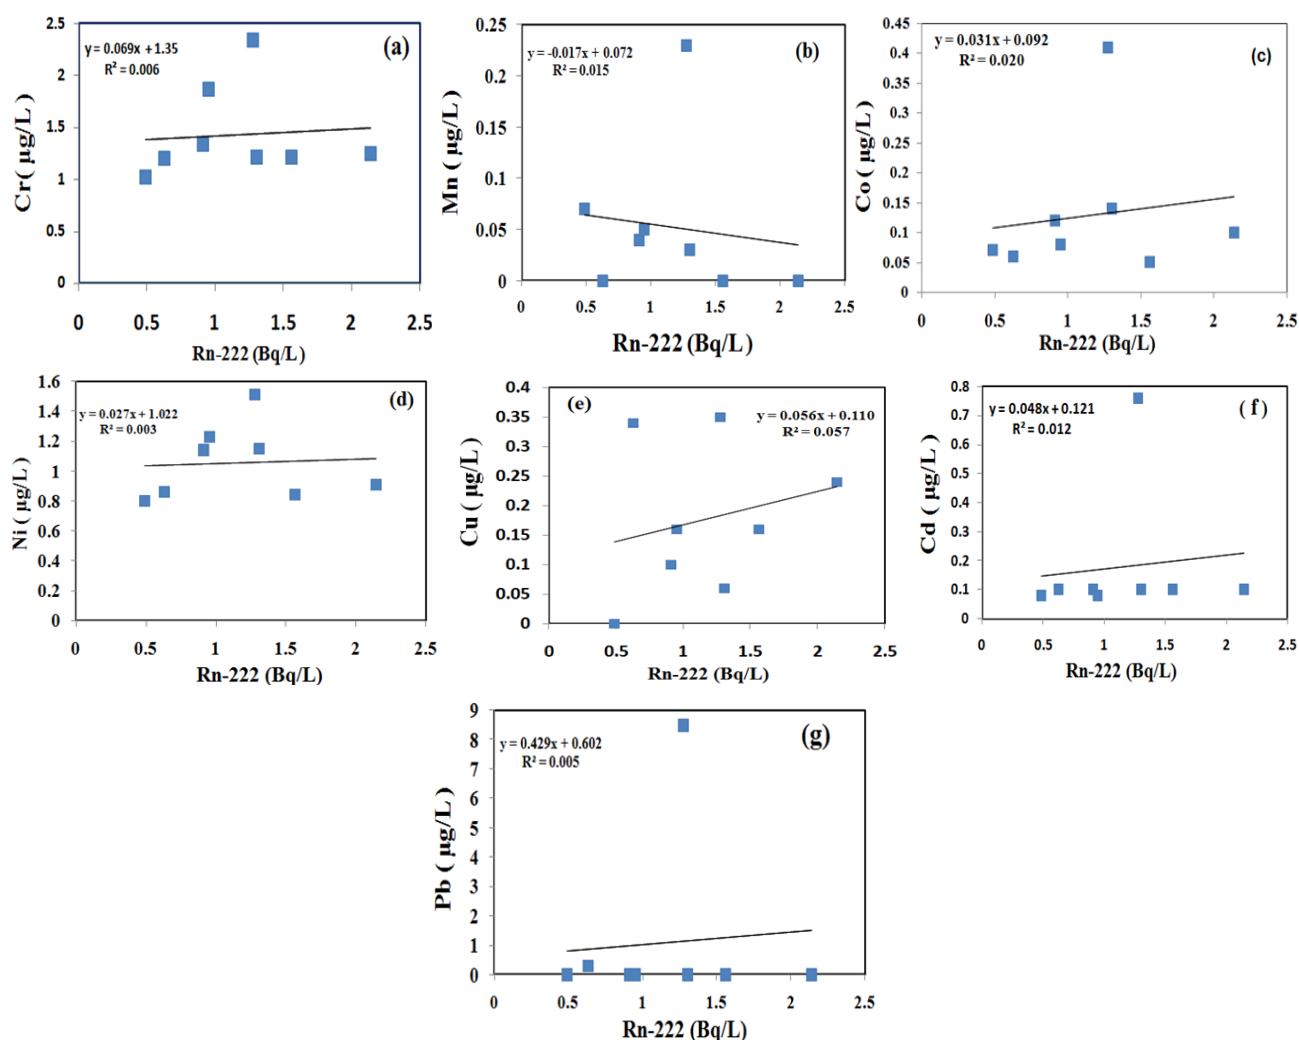 (a)
y = 0.069x + 1.35
R² = 0.006
Cr ( µg/L )
2.5
2
1.5
1
0.5
0
0 0.5 1 1.5 2 2.5
Rn-222 (Bq/L)
(b)
y = -0.017x + 0.072
R² = 0.015
Mn ( µg/L )
0.25
0.2
0.15
0.1
0.05
0
0 0.5 1 1.5 2 2.5
Rn-222 (Bq/L)
(c)
y = 0.031x + 0.092
R² = 0.020
Co ( µg/L )
0.45
0.4
0.35
0.3
0.25
0.2
0.15
0.1
0.05
0
0 0.5 1 1.5 2 2.5
Rn-222 (Bq/L)
(d)
y = 0.027x + 1.022
R² = 0.003
Ni ( µg/L )
1.6
1.4
1.2
1
0.8
0.6
0.4
0.2
0
0 0.5 1 1.5 2 2.5
Rn-222 (Bq/L)
(e)
y = 0.056x + 0.110
R² = 0.057
Cu ( µg/L )
0.4
0.35
0.3
0.25
0.2
0.15
0.1
0.05
0
0 0.5 1 1.5 2 2.5
Rn-222 (Bq/L)
( f )
y = 0.048x + 0.121
R² = 0.012
Cd ( µg/L )
0.8
0.7
0.6
0.5
0.4
0.3
0.2
0.1
0
0 0.5 1 1.5 2 2.5
Rn-222 (Bq/L)
(g)
y = 0.429x + 0.602
R² = 0.005
Pb ( µg/L )
9
8
7
6
5
4
3
2
1
0
0 0.5 1 1.5 2 2.5
Rn-222 (Bq/L)